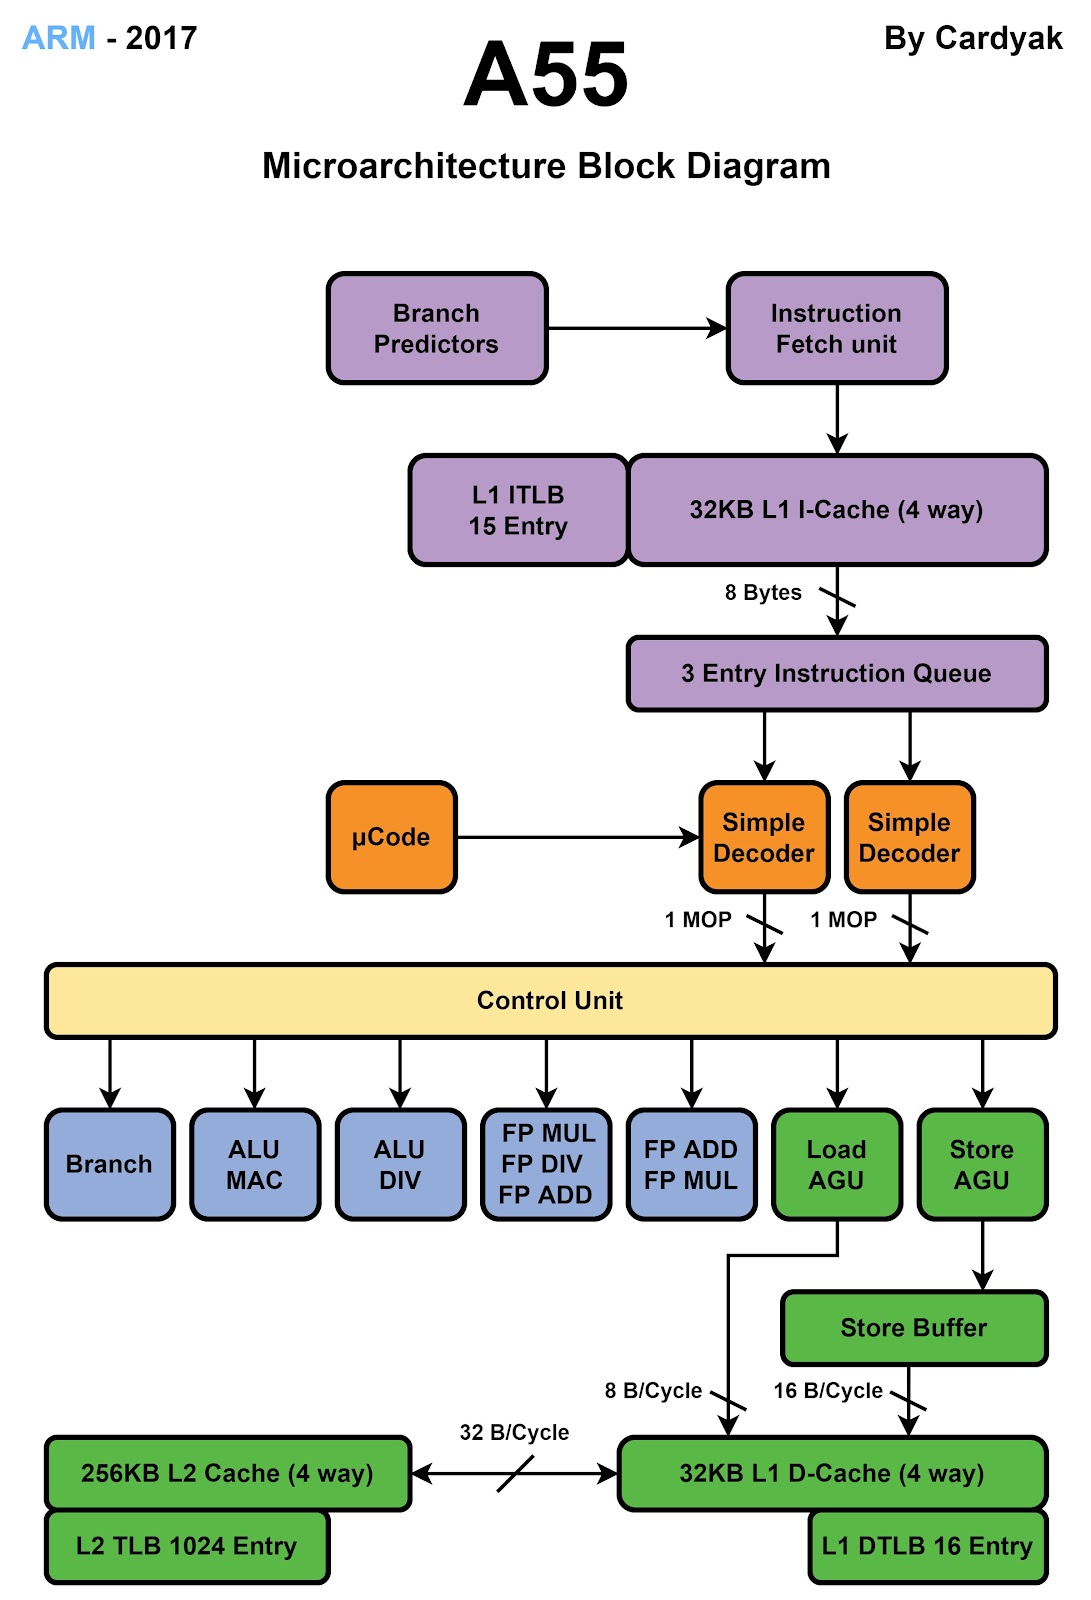 ARM - 2017
By Cardyak
A55
Microarchitecture Block Diagram
Branch
Predictors
Instruction
Fetch unit
L1 ITLB
15 Entry
32KB L1 I-Cache (4 way)
8 Bytes
3 Entry Instruction Queue
µCode
Simple
Decoder
Simple
Decoder
1 MOP
1 MOP
Control Unit
Branch
ALU
MAC
ALU
DIV
FP MUL
FP DIV
FP ADD
FP ADD
FP MUL
Load
AGU
Store
AGU
Store Buffer
8 B/Cycle
16 B/Cycle
32 B/Cycle
256KB L2 Cache (4 way)
32KB L1 D-Cache (4 way)
L2 TLB 1024 Entry
L1 DTLB 16 Entry